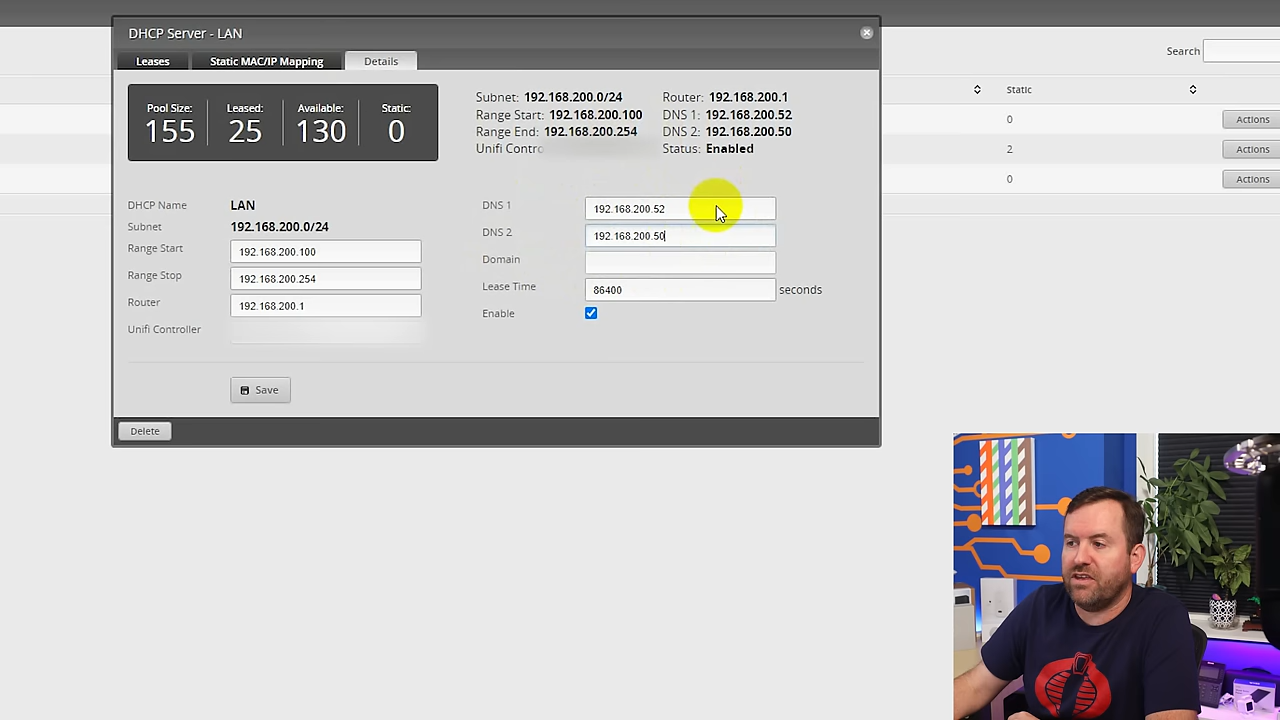 DHCP Server - LAN
Search
Leases
Static MAC/IP Mapping
Details
Pool Size:
155
Leased:
25
Available:
130
Static:
0
Subnet: 192.168.200.0/24
Range Start: 192.168.200.100
Range End: 192.168.200.254
Router: 192.168.200.1
DNS 1: 192.168.200.52
DNS 2: 192.168.200.50
Status: Enabled
Static
0
Actions
2
Actions
0
Actions
DHCP Name LAN
Subnet 192.168.200.0/24
Range Start 192.168.200.100
Range Stop 192.168.200.254
Router 192.168.200.1
Unifi Controller
DNS 1 192.168.200.52
DNS 2 192.168.200.50
Domain
Lease Time 86400 seconds
Enable
Save
Delete